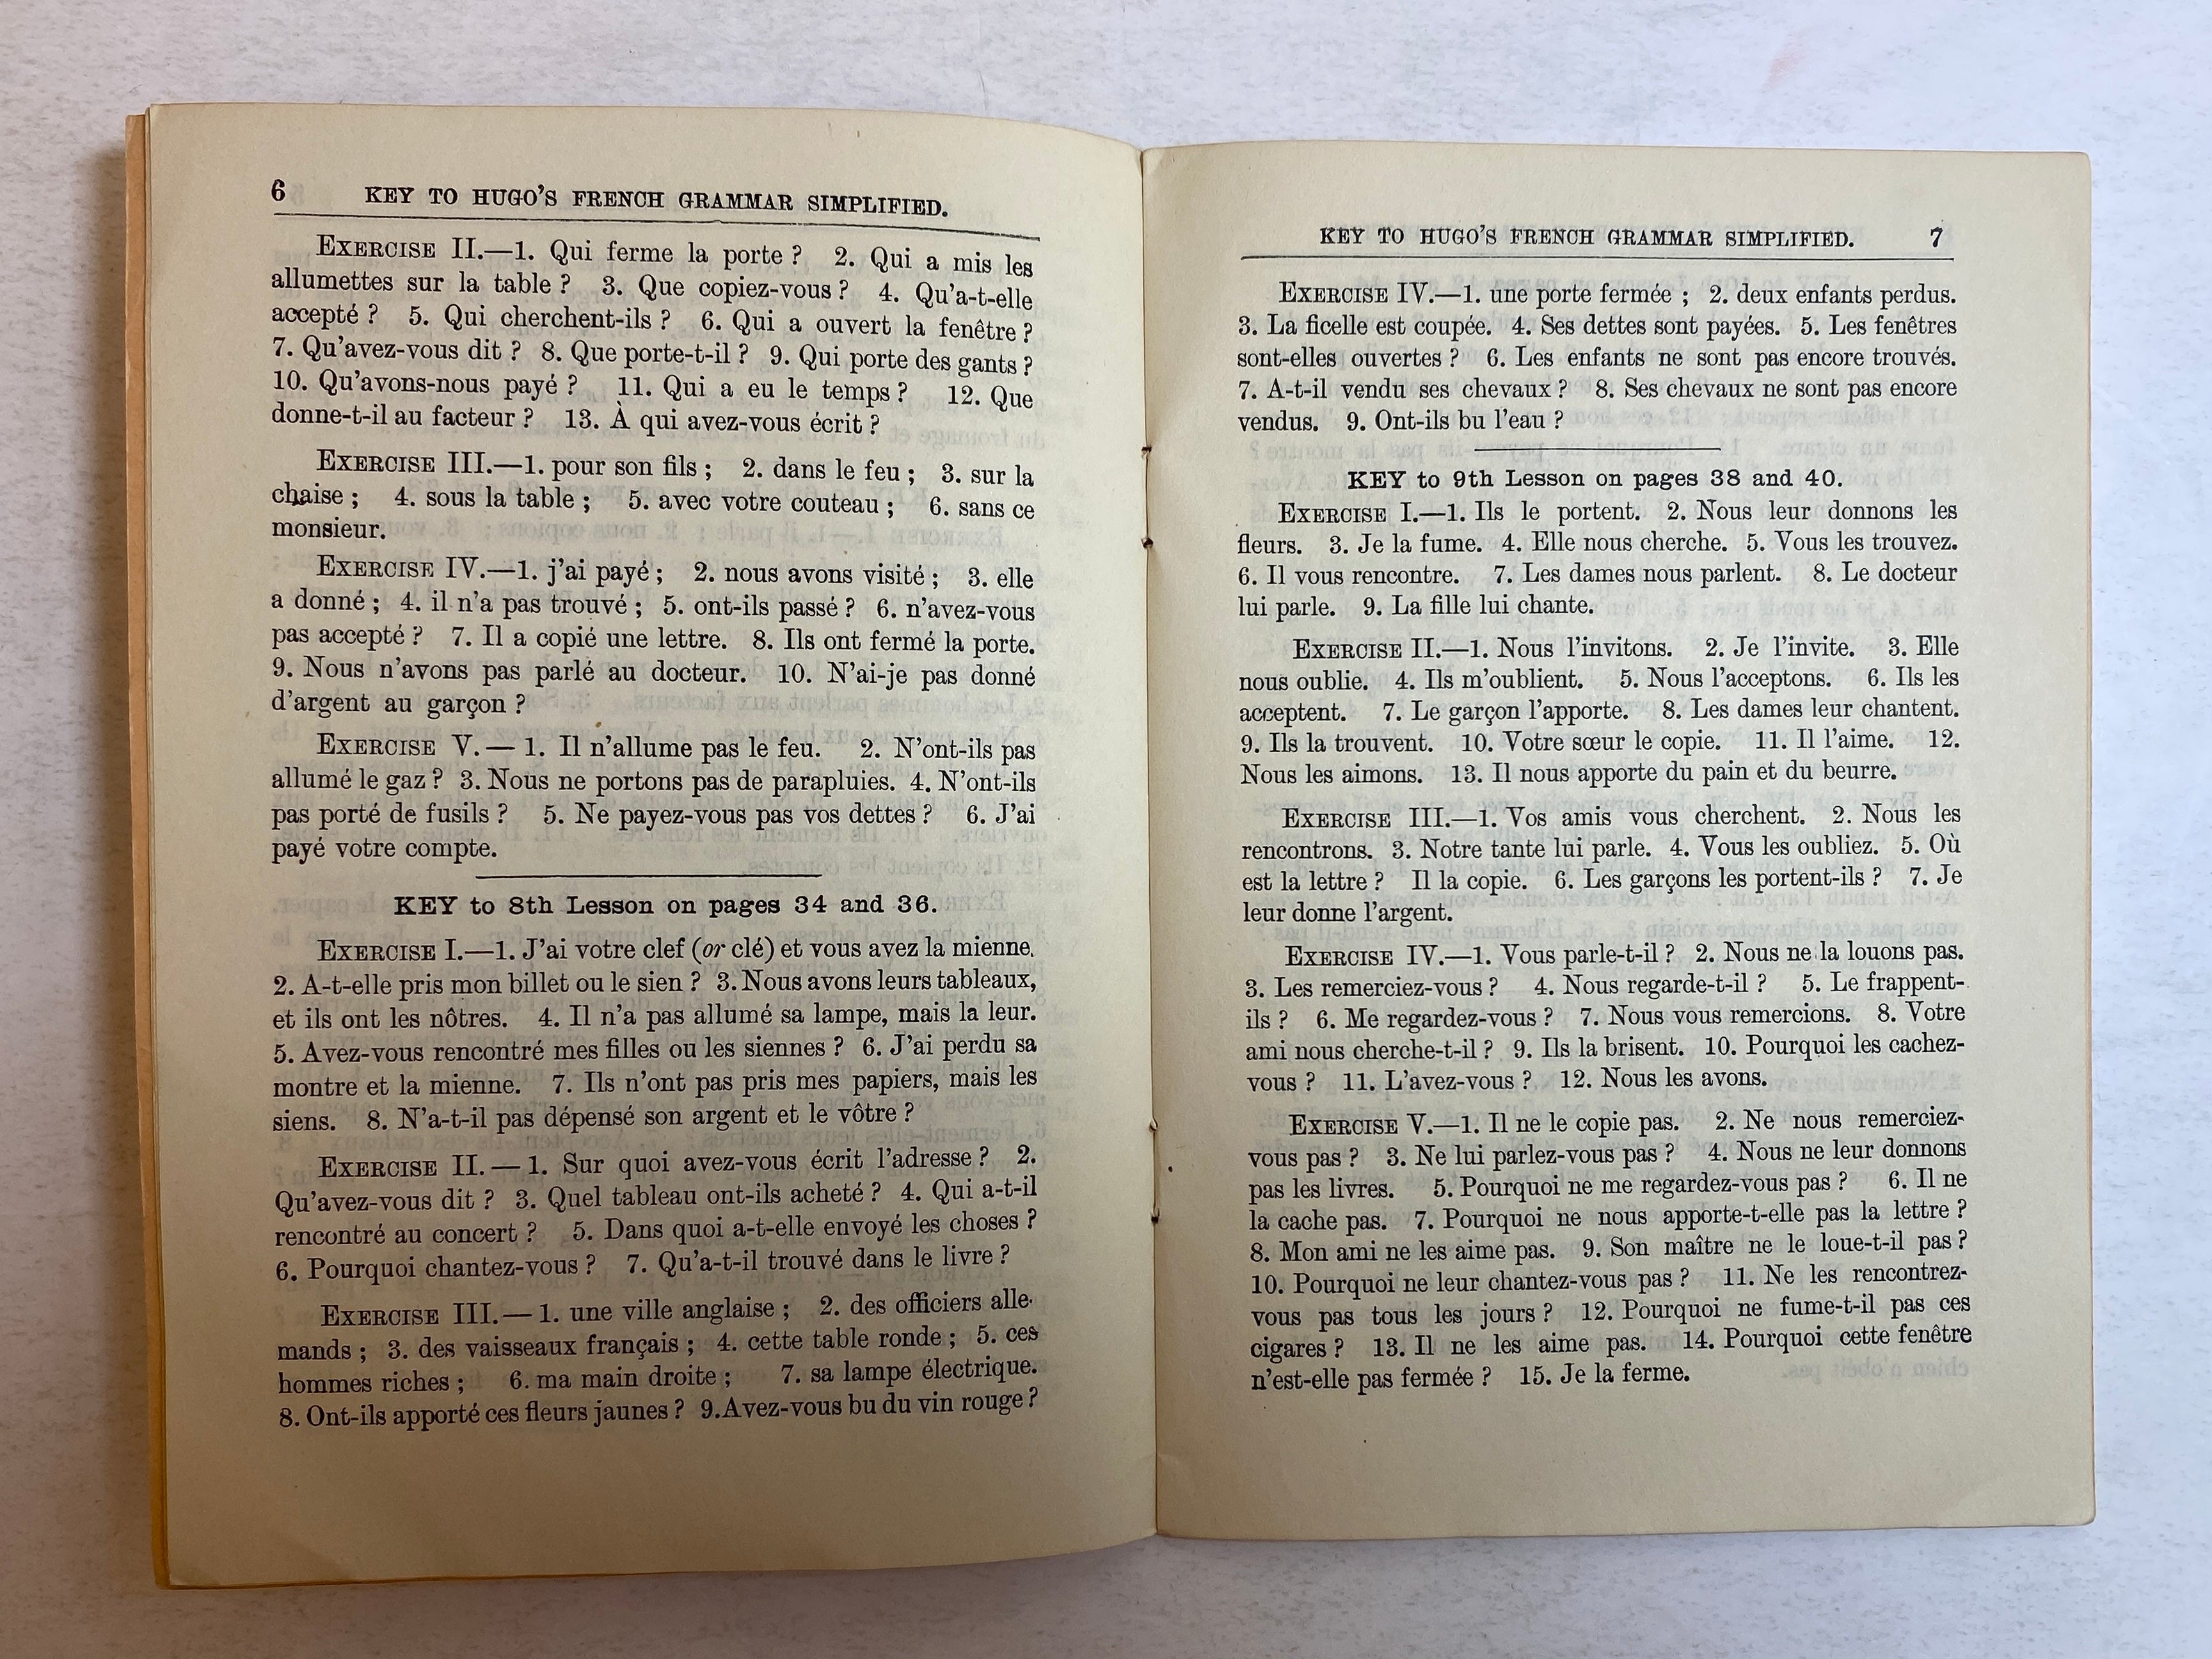 6 KEY TO HUGO'S FRENCH GRAMMAR SIMPLIFIED.
EXERCISE II.—1. Qui ferme la porte ? 2. Qui a mis les
allumettes sur la table ? 3. Que copiez-vous ? 4. Qu'a-t-elle
accepté ? 5. Qui cherchent-ils ? 6. Qui a ouvert la fenêtre ?
7. Qu'avez-vous dit ? 8. Que porte-t-il ? 9. Qui porte des gants ?
10. Qu'avons-nous payé ? 11. Qui a eu le temps ? 12. Que
donne-t-il au facteur ? 13. À qui avez-vous écrit ?
EXERCISE III.—1. pour son fils ; 2. dans le feu ; 3. sur la
chaise ; 4. sous la table ; 5. avec votre couteau ; 6. sans ce
monsieur.
EXERCISE IV.—1. j'ai payé ; 2. nous avons visité ; 3. elle
a donné ; 4. il n'a pas trouvé ; 5. ont-ils passé ? 6. n'avez-vous
pas accepté ? 7. Il a copié une lettre. 8. Ils ont fermé la porte.
9. Nous n'avons pas parlé au docteur. 10. N'ai-je pas donné
d'argent au garçon ?
EXERCISE V.— 1. Il n'allume pas le feu. 2. N'ont-ils pas
allumé le gaz ? 3. Nous ne portons pas de parapluies. 4. N'ont-ils
pas porté de fusils ? 5. Ne payez-vous pas vos dettes ? 6. J'ai
payé votre compte.
KEY to 8th Lesson on pages 34 and 36.
EXERCISE I.—1. J'ai votre clef (or clé) et vous avez la mienne.
2. A-t-elle pris mon billet ou le sien ? 3. Nous avons leurs tableaux,
et ils ont les nôtres. 4. Il n'a pas allumé sa lampe, mais la leur.
5. Avez-vous rencontré mes filles ou les siennes ? 6. J'ai perdu sa
montre et la mienne. 7. Ils n'ont pas pris mes papiers, mais les
siens. 8. N'a-t-il pas dépensé son argent et le vôtre ?
EXERCISE II.— 1. Sur quoi avez-vous écrit l'adresse ? 2.
Qu'avez-vous dit ? 3. Quel tableau ont-ils acheté ? 4. Qui a-t-il
rencontré au concert ? 5. Dans quoi a-t-elle envoyé les choses ?
6. Pourquoi chantez-vous ? 7. Qu'a-t-il trouvé dans le livre ?
EXERCISE III.— 1. une ville anglaise ; 2. des officiers alle-
mands ; 3. des vaisseaux français ; 4. cette table ronde ; 5. ces
hommes riches ; 6. ma main droite ; 7. sa lampe électrique.
8. Ont-ils apporté ces fleurs jaunes ? 9. Avez-vous bu du vin rouge ?
KEY TO HUGO'S FRENCH GRAMMAR SIMPLIFIED. 7
EXERCISE IV.—1. une porte fermée ; 2. deux enfants perdus.
3. La ficelle est coupée. 4. Ses dettes sont payées. 5. Les fenêtres
sont-elles ouvertes ? 6. Les enfants ne sont pas encore trouvés.
7. A-t-il vendu ses chevaux ? 8. Ses chevaux ne sont pas encore
vendus. 9. Ont-ils bu l'eau ?
KEY to 9th Lesson on pages 38 and 40.
EXERCISE I.—1. Ils le portent. 2. Nous leur donnons les
fleurs. 3. Je la fume. 4. Elle nous cherche. 5. Vous les trouvez.
6. Il vous rencontre. 7. Les dames nous parlent. 8. Le docteur
lui parle. 9. La fille lui chante.
EXERCISE II.—1. Nous l'invitons. 2. Je l'invite. 3. Elle
nous oublie. 4. Ils m'oublient. 5. Nous l'acceptons. 6. Ils les
acceptent. 7. Le garçon l'apporte. 8. Les dames leur chantent.
9. Ils la trouvent. 10. Votre sœur le copie. 11. Il l'aime. 12.
Nous les aimons. 13. Il nous apporte du pain et du beurre.
EXERCISE III.—1. Vos amis vous cherchent. 2. Nous les
rencontrons. 3. Notre tante lui parle. 4. Vous les oubliez. 5. Où
est la lettre ? Il la copie. 6. Les garçons les portent-ils ? 7. Je
leur donne l'argent.
EXERCISE IV.—1. Vous parle-t-il ? 2. Nous ne la louons pas.
3. Les remerciez-vous ? 4. Nous regarde-t-il ? 5. Le frappent-
ils ? 6. Me regardez-vous ? 7. Nous vous remercions. 8. Votre
ami nous cherche-t-il ? 9. Ils la brisent. 10. Pourquoi les cachez-
vous ? 11. L'avez-vous ? 12. Nous les avons.
EXERCISE V.—1. Il ne le copie pas. 2. Ne nous remerciez-
vous pas ? 3. Ne lui parlez-vous pas ? 4. Nous ne leur donnons
pas les livres. 5. Pourquoi ne me regardez-vous pas ? 6. Il ne
la cache pas. 7. Pourquoi ne nous apporte-t-elle pas la lettre ?
8. Mon ami ne les aime pas. 9. Son maître ne le loue-t-il pas ?
10. Pourquoi ne leur chantez-vous pas ? 11. Ne les rencontrez-
vous pas tous les jours ? 12. Pourquoi ne fume-t-il pas ces
cigares ? 13. Il ne les aime pas. 14. Pourquoi cette fenêtre
n'est-elle pas fermée ? 15. Je la ferme.